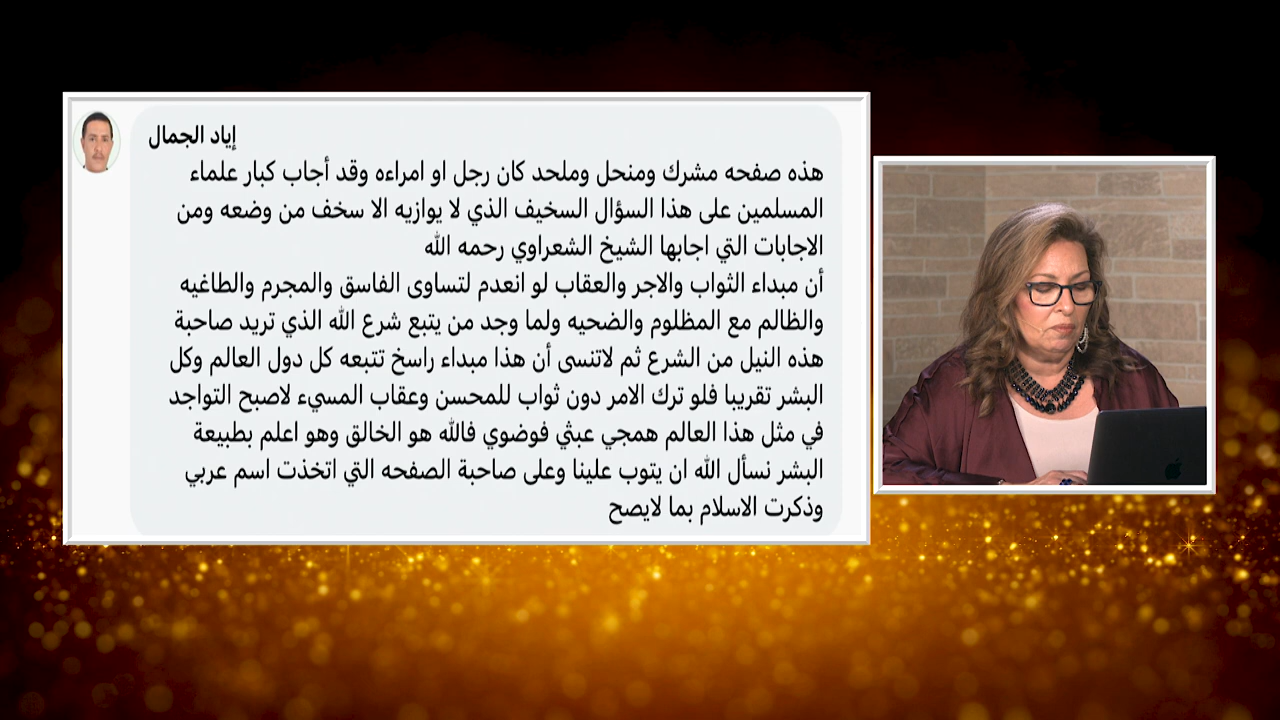 إياد الجمال
هذه صفحه مشرك ومنحل وملحد كان رجل او امراءه وقد أجاب كبار علماء
المسلمين على هذا السؤال السخيف الذي لا يوازيه الا سخف من وضعه ومن
الاجابات التي اجابها الشيخ الشعراوي رحمه الله
أن مبداء الثواب والاجر والعقاب لو انعدم لتساوى الفاسق والمجرم والطاغيه
والظالم مع المظلوم والضحيه ولما وجد من يتبع شرع الله الذي تريد صاحبة
هذه النيل من الشرع ثم لاتنسى أن هذا مبداء راسخ تتبعه كل دول العالم وكل
البشر تقريبا فلو ترك الامر دون ثواب للمحسن وعقاب المسيء لاصبح التواجد
في مثل هذا العالم همجي عبثي فوضوي فالله هو الخالق وهو اعلم بطبيعة
البشر نسأل الله ان يتوب علينا وعلى صاحبة الصفحه التي اتخذت اسم عربي
وذكرت الاسلام بما لايصح